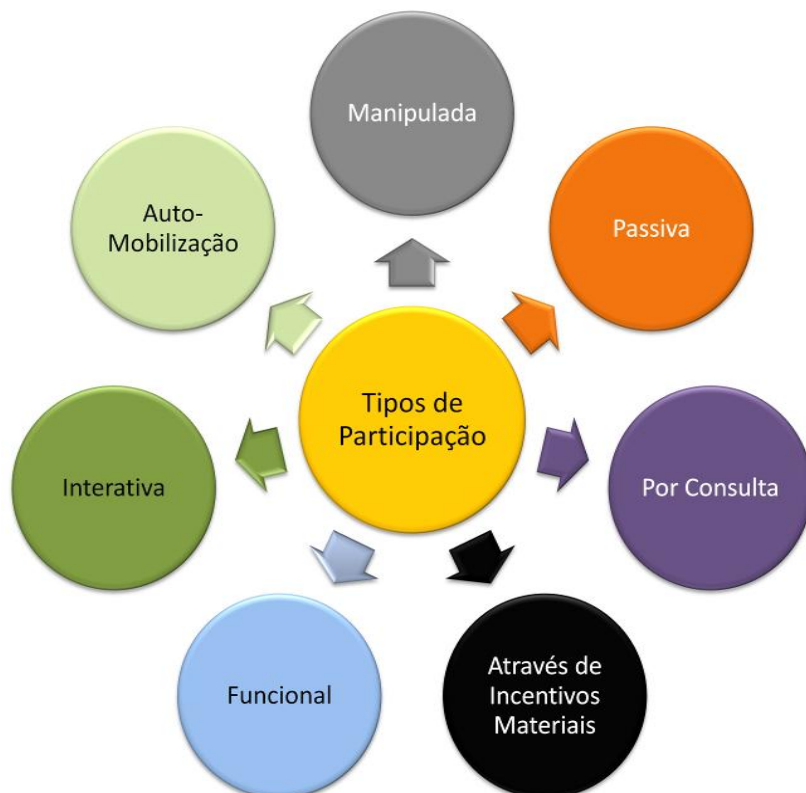 Manipulada
Passiva
Por Consulta
Através de
Incentivos
Materiais
Funcional
Interativa
Auto-
Mobilização
Tipos de
Participação